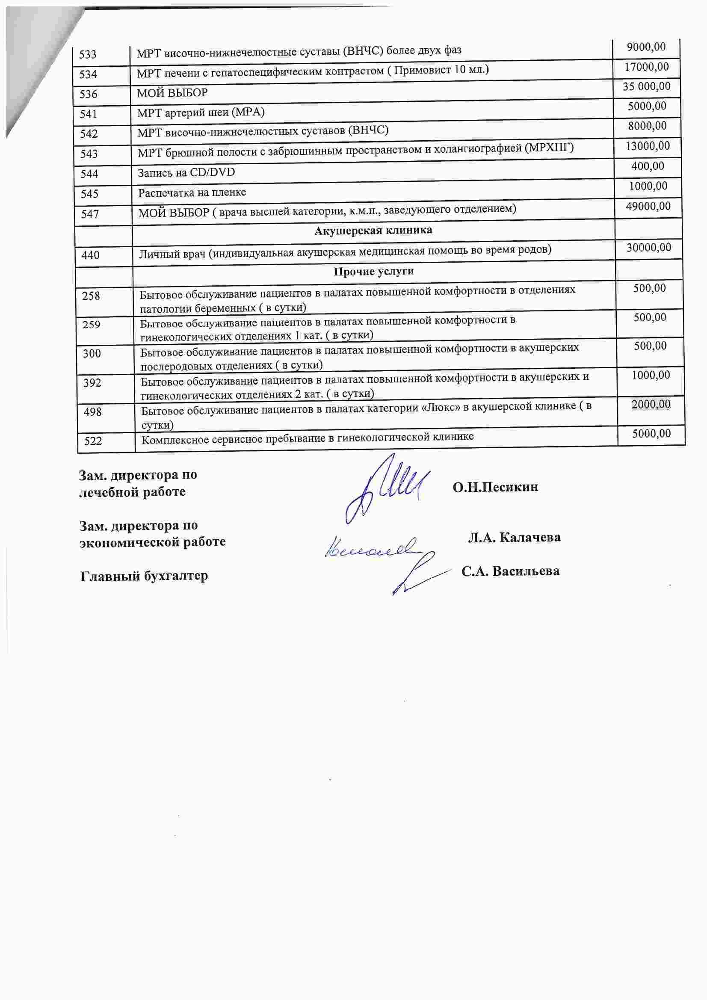 533 МРТ височно-нижнечелюстные суставы (ВНЧС) более двух фаз 9000,00
534 МРТ печени с гепатоспецифическим контрастом ( Примовист 10 мл.) 17000,00
536 МОЙ ВЫБОР 35 000,00
541 МРТ артерий шеи (МРА) 5000,00
542 МРТ височно-нижнечелюстных суставов (ВНЧС) 8000,00
543 МРТ брюшной полости с забрюшинным пространством и холангиографией (МРХПГ) 13000,00
544 Запись на CD/DVD 400,00
545 Распечатка на пленке 1000,00
547 МОЙ ВЫБОР ( врача высшей категории, к.м.н., заведующего отделением) 49000,00
Акушерская клиника
440 Личный врач (индивидуальная акушерская медицинская помощь во время родов) 30000,00
Прочие услуги
258 Бытовое обслуживание пациентов в палатах повышенной комфортности в отделениях 500,00
патологии беременных ( в сутки)
259 Бытовое обслуживание пациентов в палатах повышенной комфортности в 500,00
гинекологических отделениях 1 кат. ( в сутки)
300 Бытовое обслуживание пациентов в палатах повышенной комфортности в акушерских 500,00
послеродовых отделениях ( в сутки)
392 Бытовое обслуживание пациентов в палатах повышенной комфортности в акушерских и 1000,00
гинекологических отделениях 2 кат. ( в сутки)
498 Бытовое обслуживание пациентов в палатах категории «Люкс» в акушерской клинике ( в 2000,00
сутки)
522 Комплексное сервисное пребывание в гинекологической клинике 5000,00
Зам. директора по
лечебной работе О.Н.Песикин
Зам. директора по
экономической работе Л.А. Калачева
Главный бухгалтер С.А. Васильева